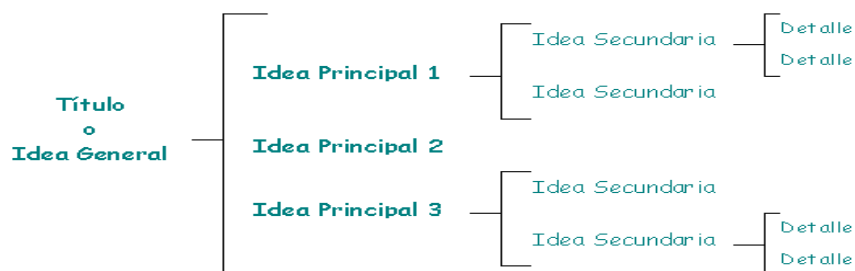 Título
o
Idea General
Idea Principal 1
Idea Secundaria
Detalle
Detalle
Idea Secundaria
Idea Principal 2
Idea Principal 3
Idea Secundaria
Idea Secundaria
Detalle
Detalle